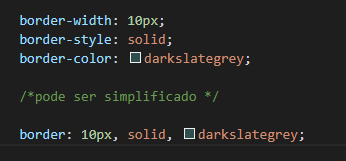 border-width: 10px;
border-style: solid;
border-color: darkslategrey;
/*pode ser simplificado */
border: 10px, solid, darkslategrey;